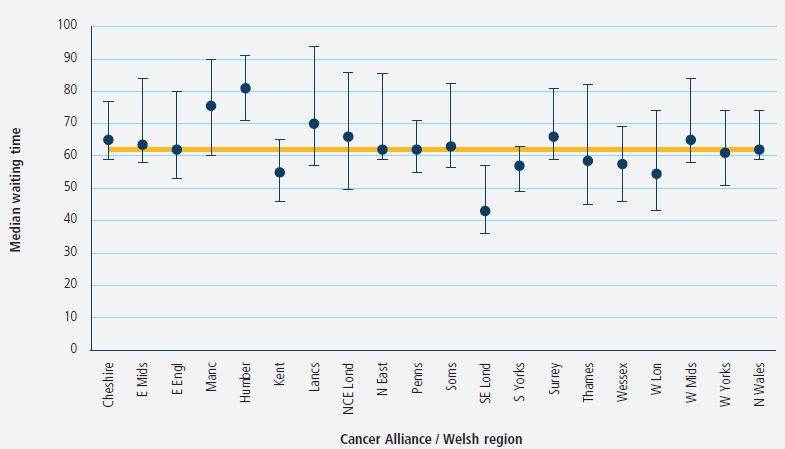 100
90
80
70
60
50
40
30
20
10
0
Median waiting time
Cheshire
E Mids
E Engl
Manc
Humber
Kent
Lancs
NCE Lond
N East
Penns
Soms
SE Lond
S Yorks
Surrey
Thames
Wessex
W Lon
W Mids
W Yorks
N Wales
Cancer Alliance / Welsh region